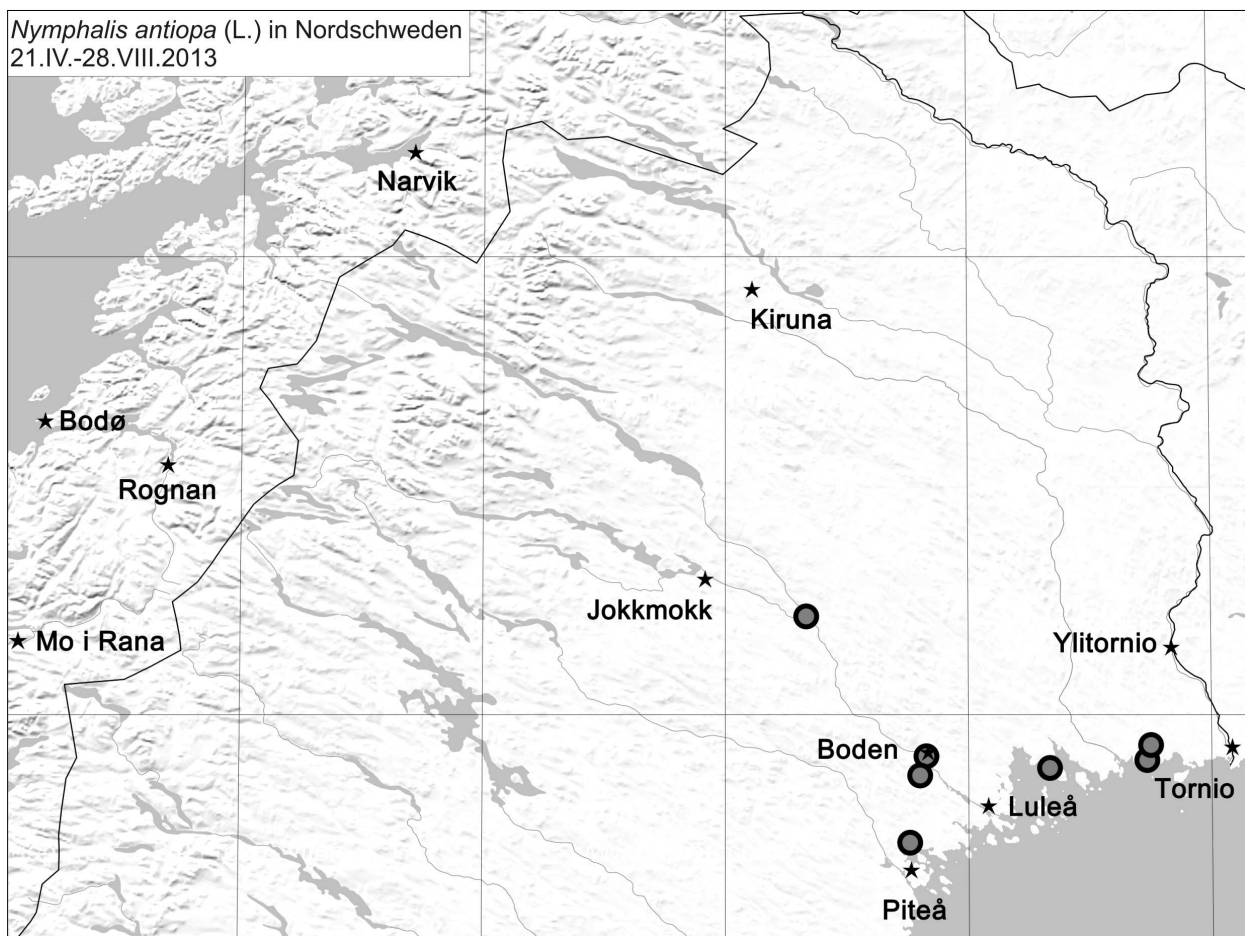 Nymphalis antiopa (L.) in Nordschweden
21.IV.-28.VIII.2013
Narvik
Kiruna
Bodø
Rognan
Jokkmokk
Mo i Rana
Ylitornio
Boden
Tornio
Luleå
Piteå